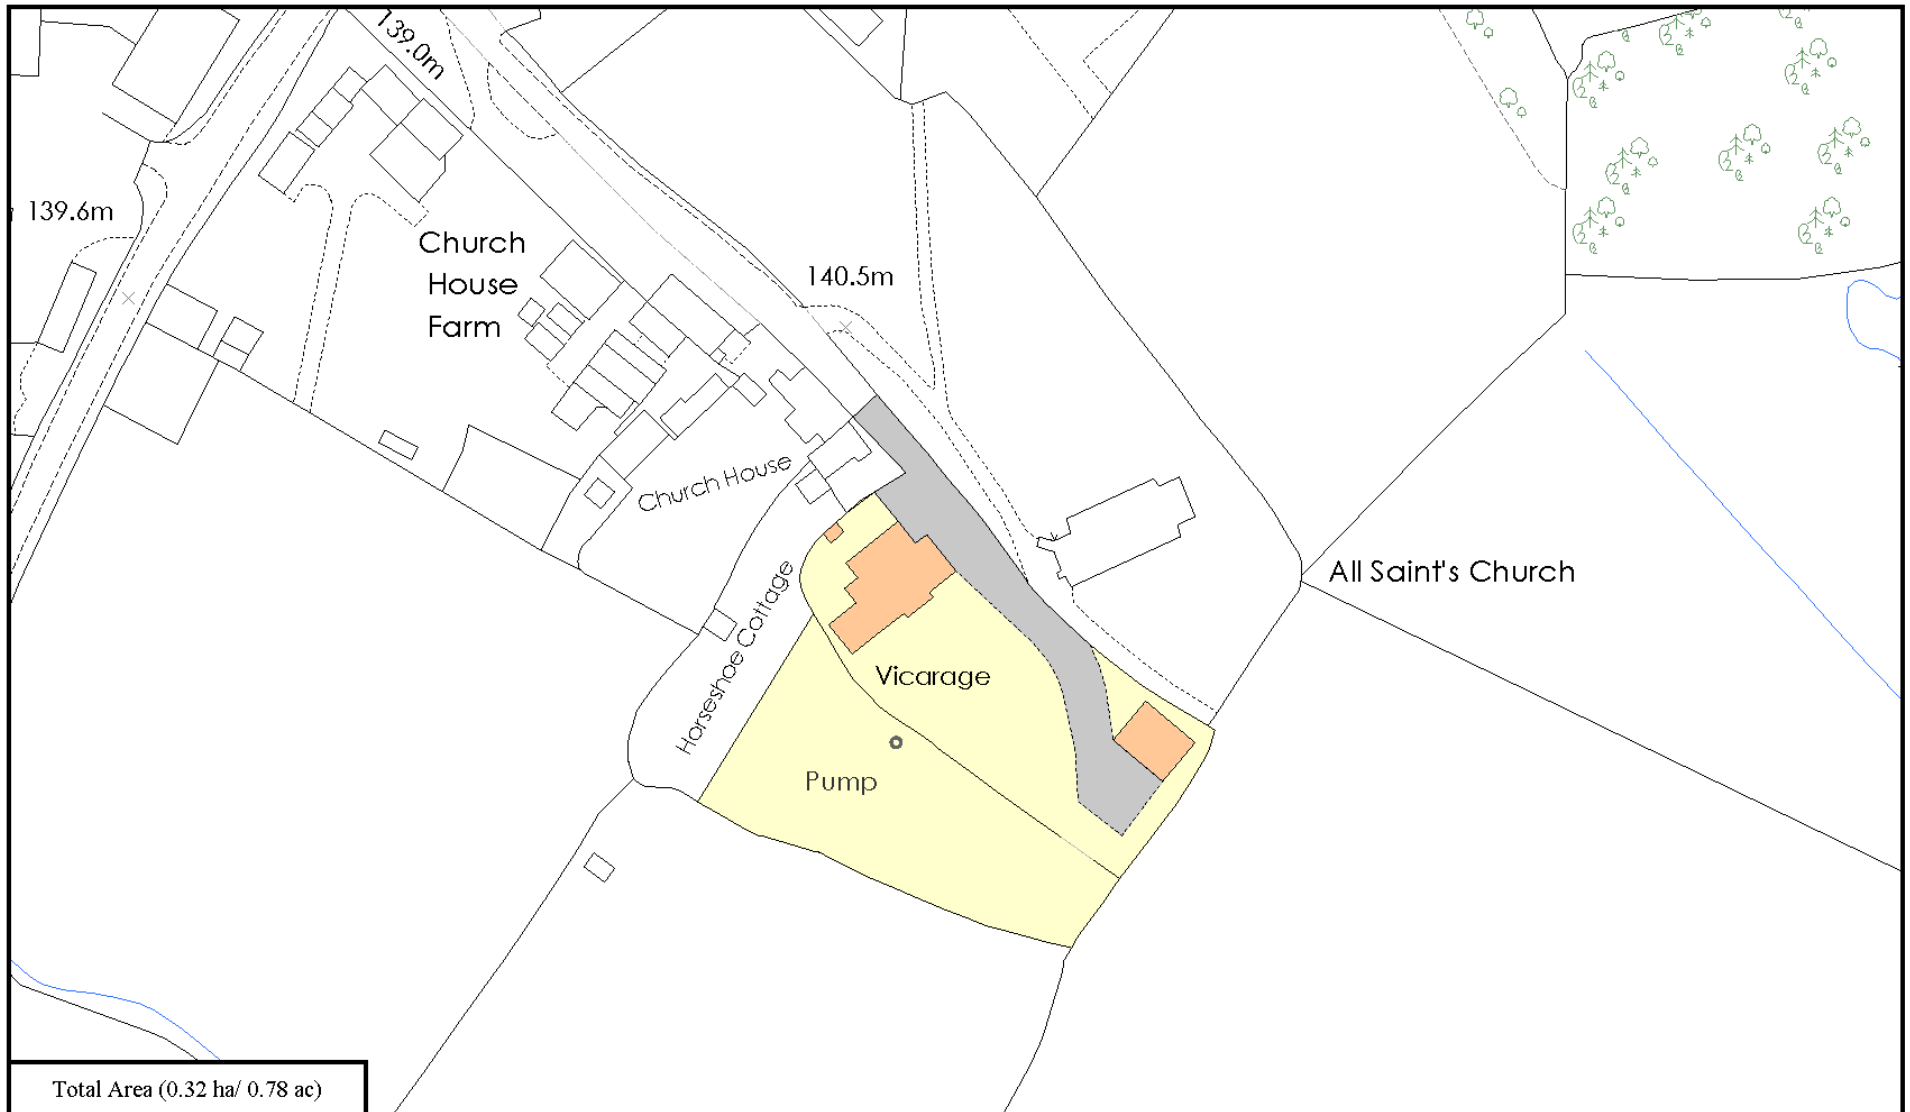 139.0m
139.6m
Church
House
Farm
140.5m
Church House
Horseshoe Cottage
All Saint's Church
Vicarage
Pump
Total Area (0.32 ha/ 0.78 ac)